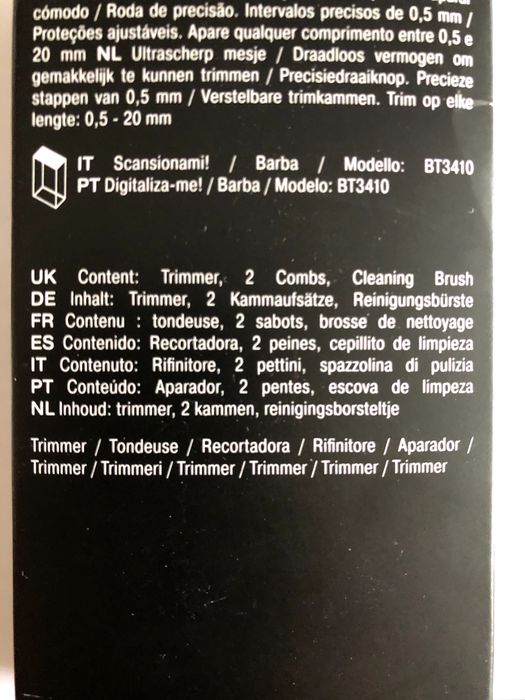 cómodo / Roda de precisão. Intervalos precisos de 0,5 mm /
Proteções ajustáveis. Apare qualquer comprimento entre 0,5 e
20 mm NL Ultrascherp mesje / Draadloos vermogen om
gemakkelijk te kunnen trimmen / Precisiedraaiknop. Precieze
stappen van 0,5 mm / Verstelbare trimkammen. Trim op elke
lengte: 0,5 - 20 mm
IT Scansionami! / Barba / Modello: BT3410
PT Digitaliza-me! / Barba / Modelo: BT3410
UK Content: Trimmer, 2 Combs, Cleaning Brush
DE Inhalt: Trimmer, 2 Kammaufsätze, Reinigungsbürste
FR Contenu : tondeuse, 2 sabots, brosse de nettoyage
ES Contenido: Recortadora, 2 peines, cepillito de limpieza
IT Contenuto: Rifinitore, 2 pettini, spazzolina di pulizia
PT Conteúdo: Aparador, 2 pentes, escova de limpeza
NL Inhoud: trimmer, 2 kammen, reinigingsborsteltje
Trimmer / Tondeuse / Recortadora / Rifinitore / Aparador /
Trimmer / Trimmeri / Trimmer / Trimmer / Trimmer / Trimmer